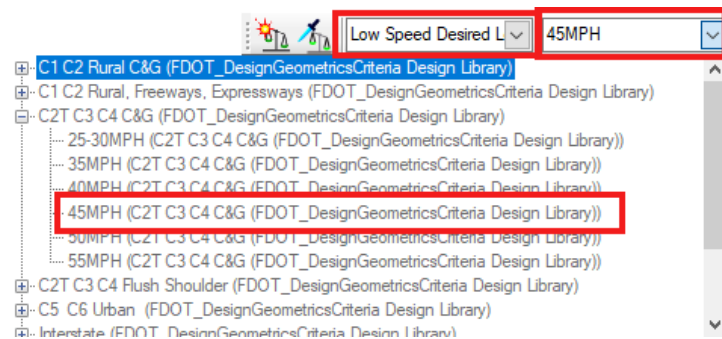 Low Speed Desired L 45MPH
C1 C2 Rural C&G (FDOT_DesignGeometricsCriteria Design Library)
C1 C2 Rural, Freeways, Expressways (FDOT_DesignGeometricsCriteria Design Library)
C2T C3 C4 C&G (FDOT_DesignGeometricsCriteria Design Library)
25-30MPH (C2T C3 C4 C&G (FDOT_DesignGeometricsCriteria Design Library))
35MPH (C2T C3 C4 C&G (FDOT_DesignGeometricsCriteria Design Library))
40MPH (C2T C3 C4 C&G (FDOT_DesignGeometricsCriteria Design Library))
45MPH (C2T C3 C4 C&G (FDOT_DesignGeometricsCriteria Design Library))
50MPH (C2T C3 C4 C&G (FDOT_DesignGeometricsCriteria Design Library))
55MPH (C2T C3 C4 C&G (FDOT_DesignGeometricsCriteria Design Library))
C2T C3 C4 Flush Shoulder (FDOT_DesignGeometricsCriteria Design Library)
C5 C6 Urban (FDOT_DesignGeometricsCriteria Design Library)
Interstate (FDOT_DesignGeometricsCriteria Design Library)